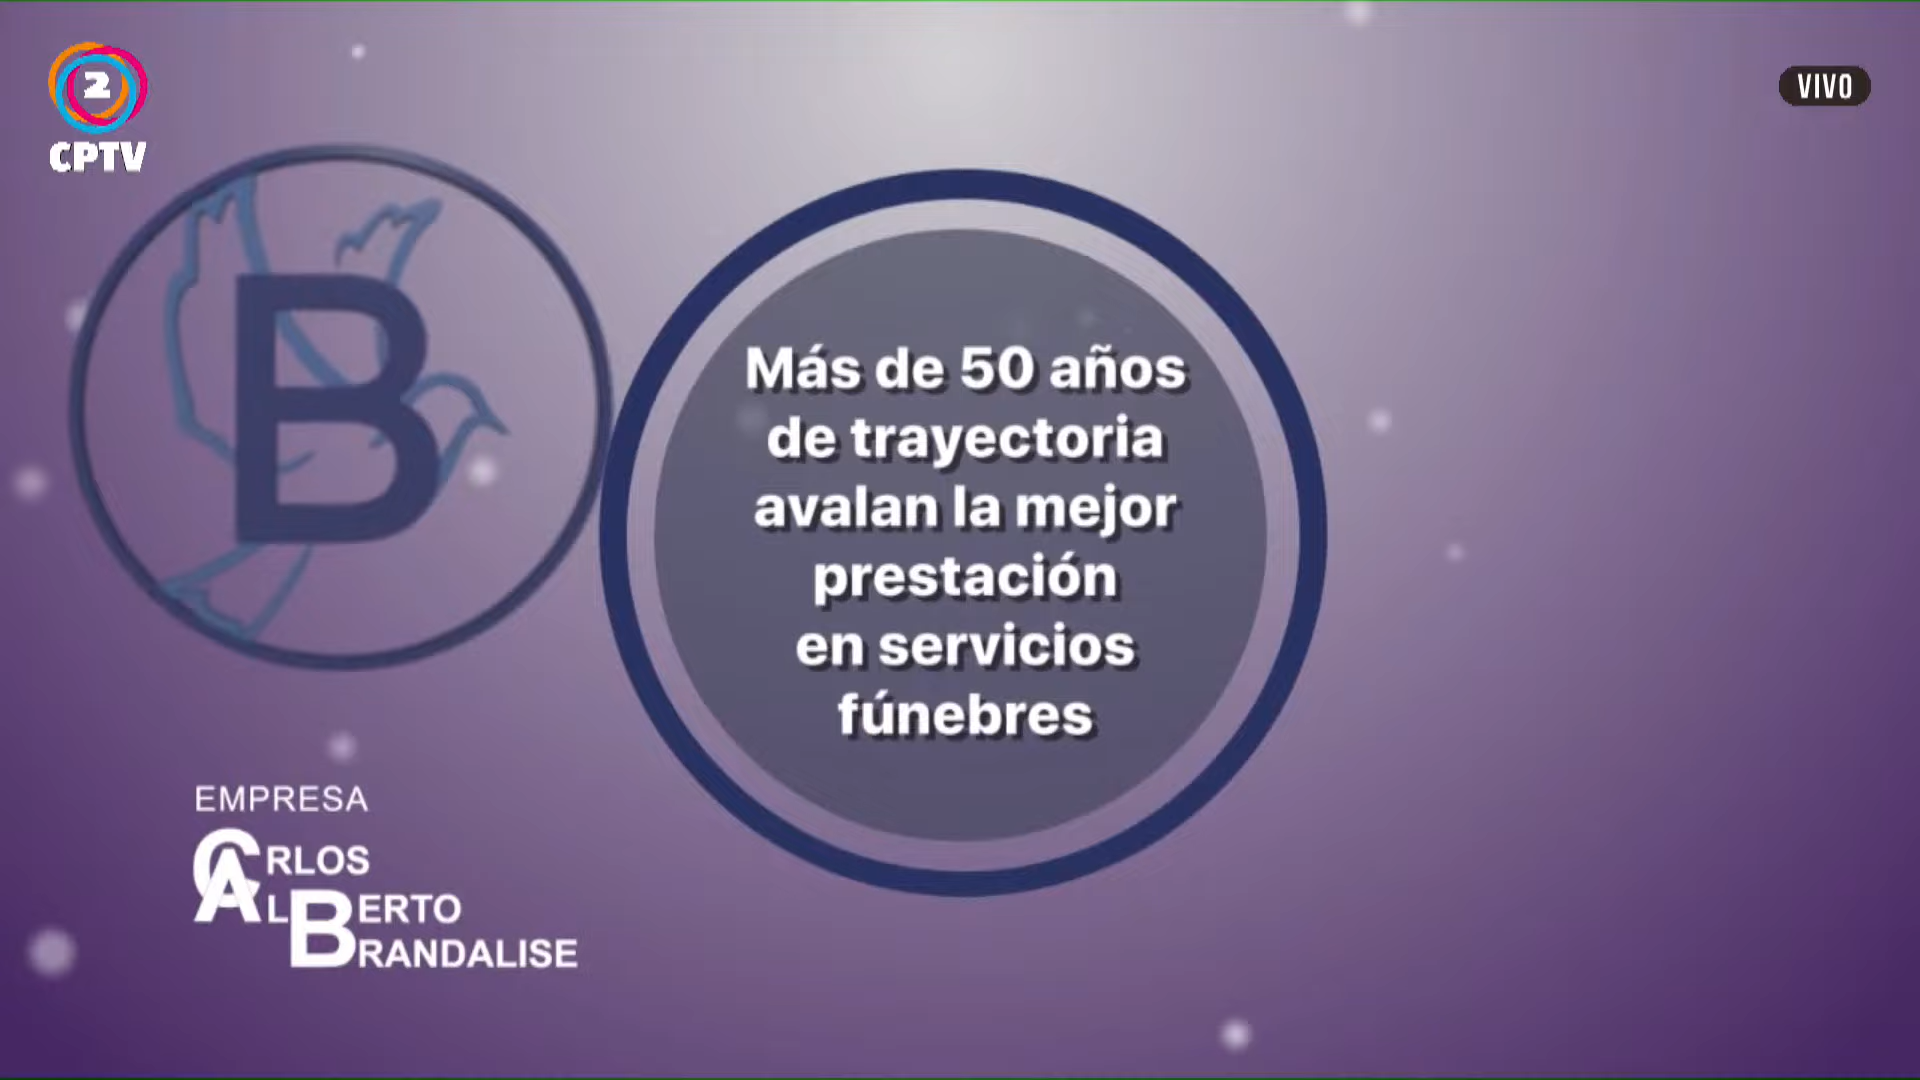 2
CPTV
VIVO
B
Más de 50 años
de trayectoria
avalan la mejor
prestación
en servicios
fúnebres
EMPRESA
CARLOS
ALBERTO
BRANDALISE